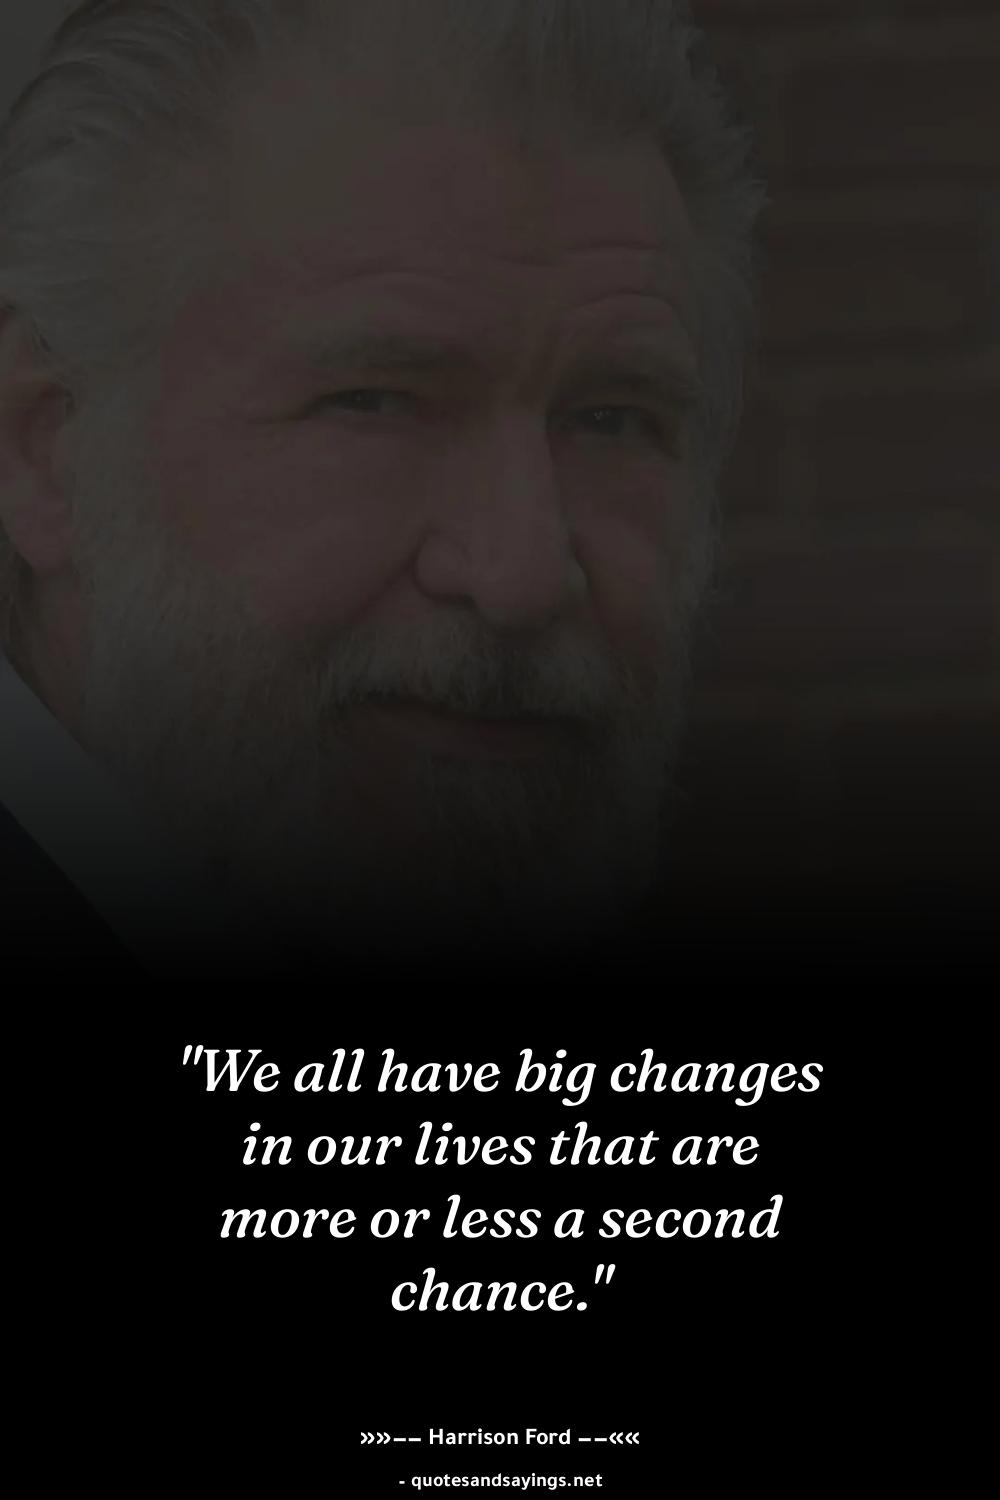 "We all have big changes
in our lives that are
more or less a second
chance."
»»−− Harrison Ford −−««
- quotesandsayings.net